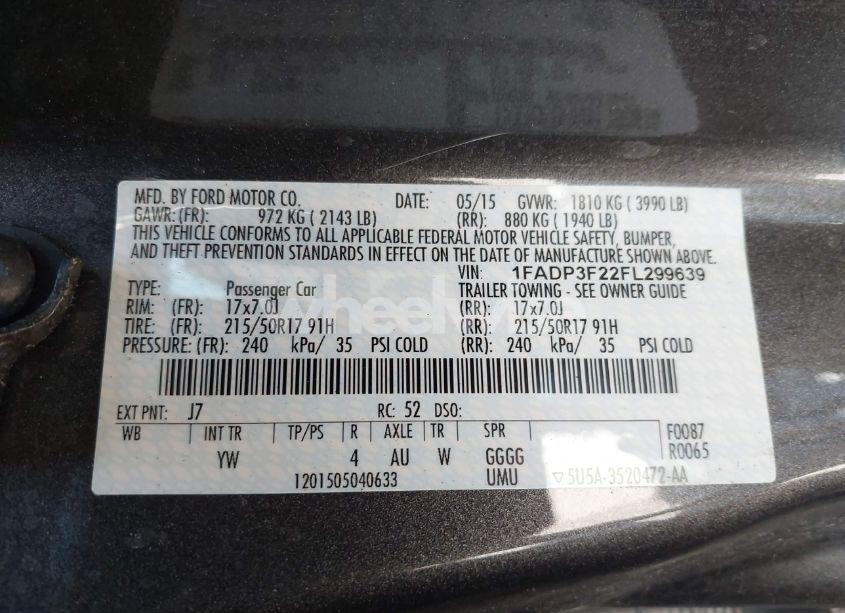 MFD. BY FORD MOTOR CO. DATE: 05/15 GVWR: 1810 KG ( 3990 LB)
GAWR: (FR): 972 KG ( 2143 LB) (RR): 880 KG ( 1940 LB)
THIS VEHICLE CONFORMS TO ALL APPLICABLE FEDERAL MOTOR VEHICLE SAFETY, BUMPER,
AND THEFT PREVENTION STANDARDS IN EFFECT ON THE DATE OF MANUFACTURE SHOWN ABOVE.
VIN: 1FADP3F22FL299639
TYPE: Passenger Car TRAILER TOWING - SEE OWNER GUIDE
RIM: (FR): 17x7.0J (RR): 17x7.0J
TIRE: (FR): 215/50R17 91H (RR): 215/50R17 91H
PRESSURE: (FR): 240 kPa/ 35 PSI COLD (RR): 240 kPa/ 35 PSI COLD
EXT PNT: J7 RC: 52 DSO:
WB INT TR TP/PS R AXLE TR SPR F0087
YW 4 AU W GGGG R0065
1201505040633 UMU 5U5A-3520472-AA